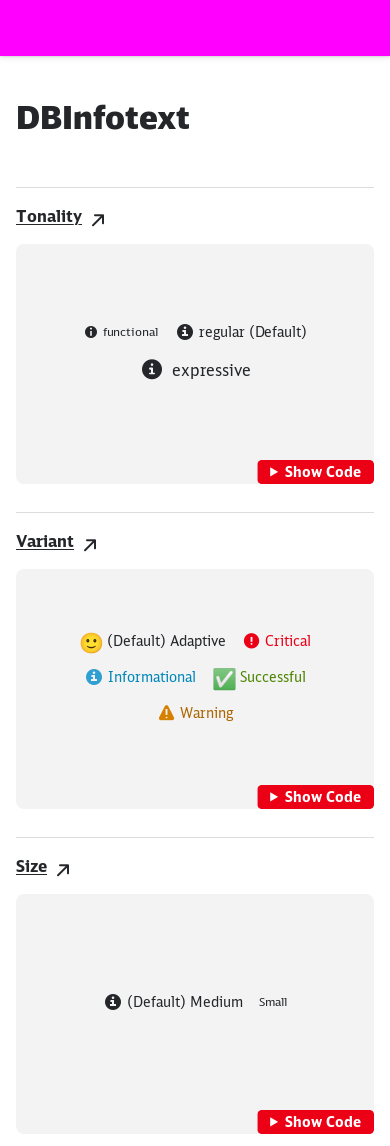 DBInfotext
Tonality
functional regular (Default)
expressive
Show Code
Variant
(Default) Adaptive Critical
Informational Successful
Warning
Show Code
Size
(Default) Medium Small
Show Code